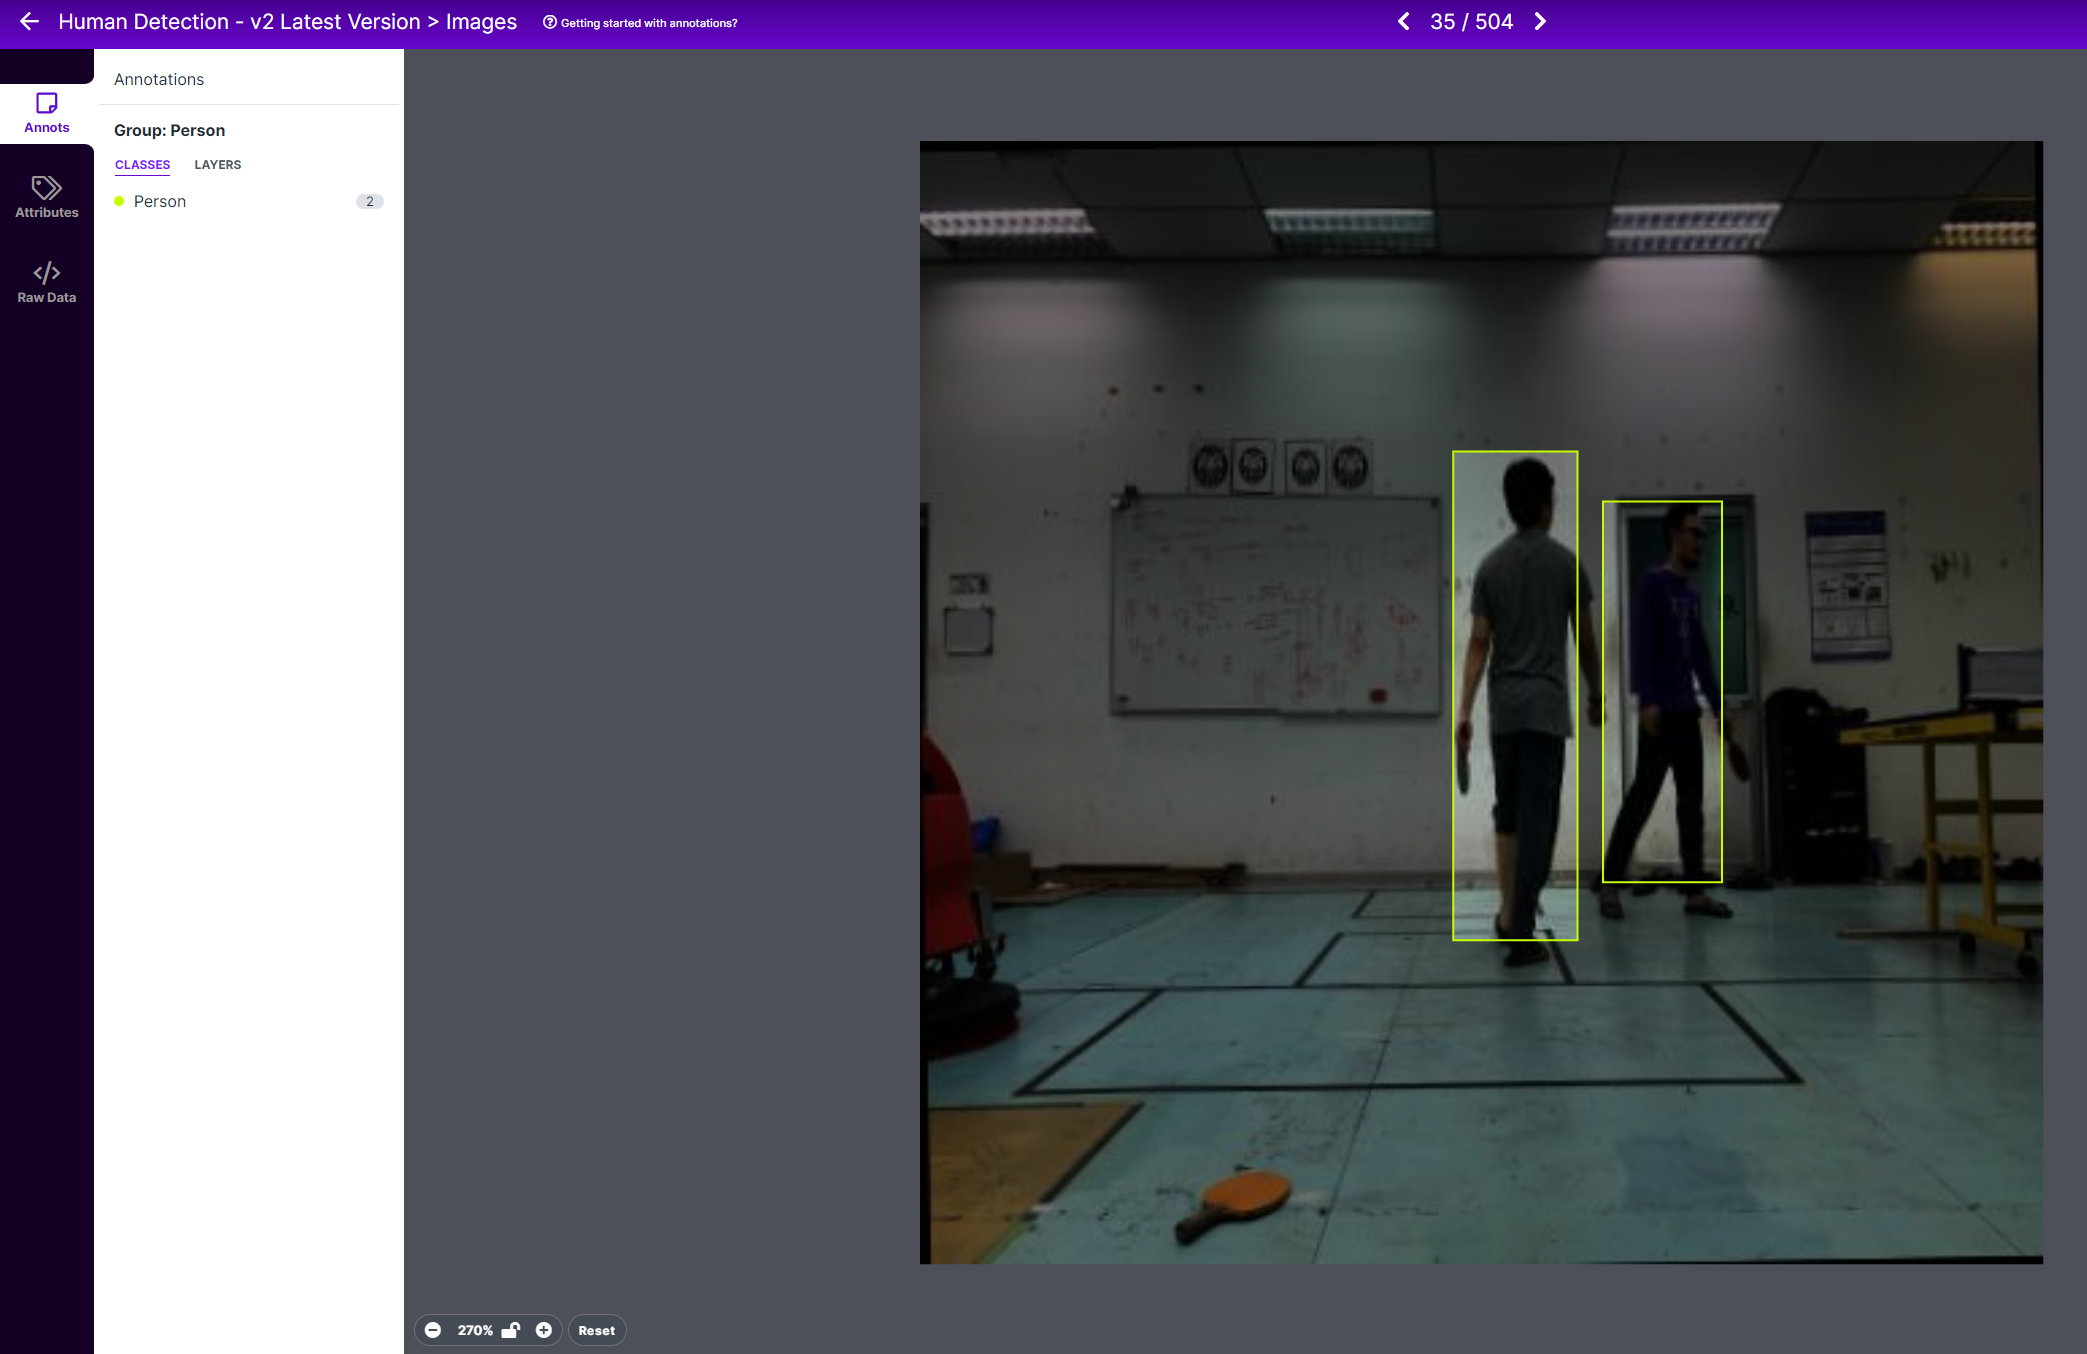 Human Detection - v2 Latest Version > Images
Getting started with annotations?
35 / 504
Annots
Attributes
Raw Data
Annotations
Group: Person
CLASSES LAYERS
Person 2
270%
Reset